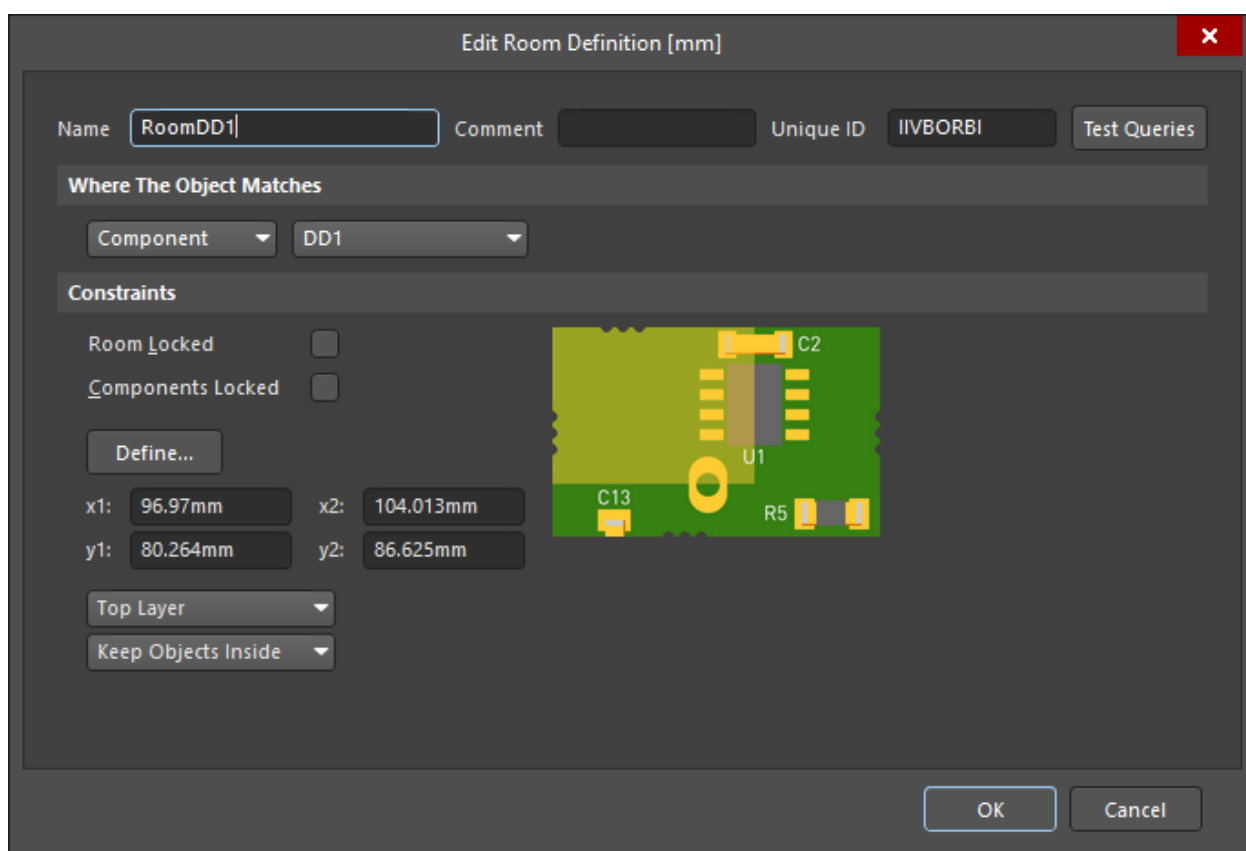 Edit Room Definition [mm]
Name RoomDD1 Comment Unique ID IIVBORBI Test Queries
Where The Object Matches
Component DD1
Constraints
Room Locked
Components Locked
Define...
x1: 96.97mm x2: 104.013mm
y1: 80.264mm y2: 86.625mm
Top Layer
Keep Objects Inside
C2
U1
C13
R5
OK Cancel